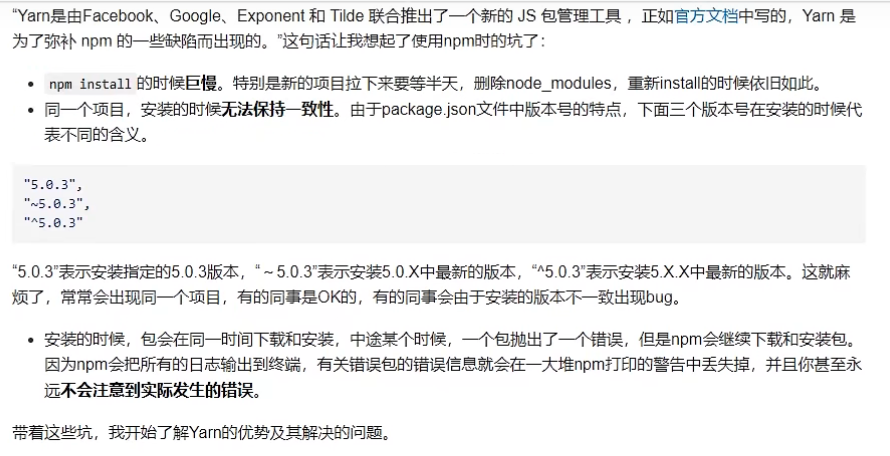 “Yarn是由Facebook、Google、Exponent 和 Tilde 联合推出了一个新的 JS 包管理工具 ，正如官方文档中写的，Yarn 是
为了弥补 npm 的一些缺陷而出现的。”这句话让我想起了使用npm时的坑了：
• npm install的时候巨慢。特别是新的项目拉下来要等半天，删除node_modules，重新install的时候依旧如此。
• 同一个项目，安装的时候无法保持一致性。由于package.json文件中版本号的特点，下面三个版本号在安装的时候代
表不同的含义。
"5.0.3",
"~5.0.3",
"^5.0.3"
“5.0.3”表示安装指定的5.0.3版本，“～5.0.3”表示安装5.0.X中最新的版本，“^5.0.3”表示安装5.X.X中最新的版本。这就麻
烦了，常常会出现同一个项目，有的同事是OK的，有的同事会由于安装的版本不一致出现bug。
• 安装的时候，包会在同一时间下载和安装，中途某个时候，一个包抛出了一个错误，但是npm会继续下载和安装包。
因为npm会把所有的日志输出到终端，有关错误包的错误信息就会在一大堆npm打印的警告中丢失掉，并且你甚至永
远不会注意到实际发生的错误。
带着这些坑，我开始了解Yarn的优势及其解决的问题。